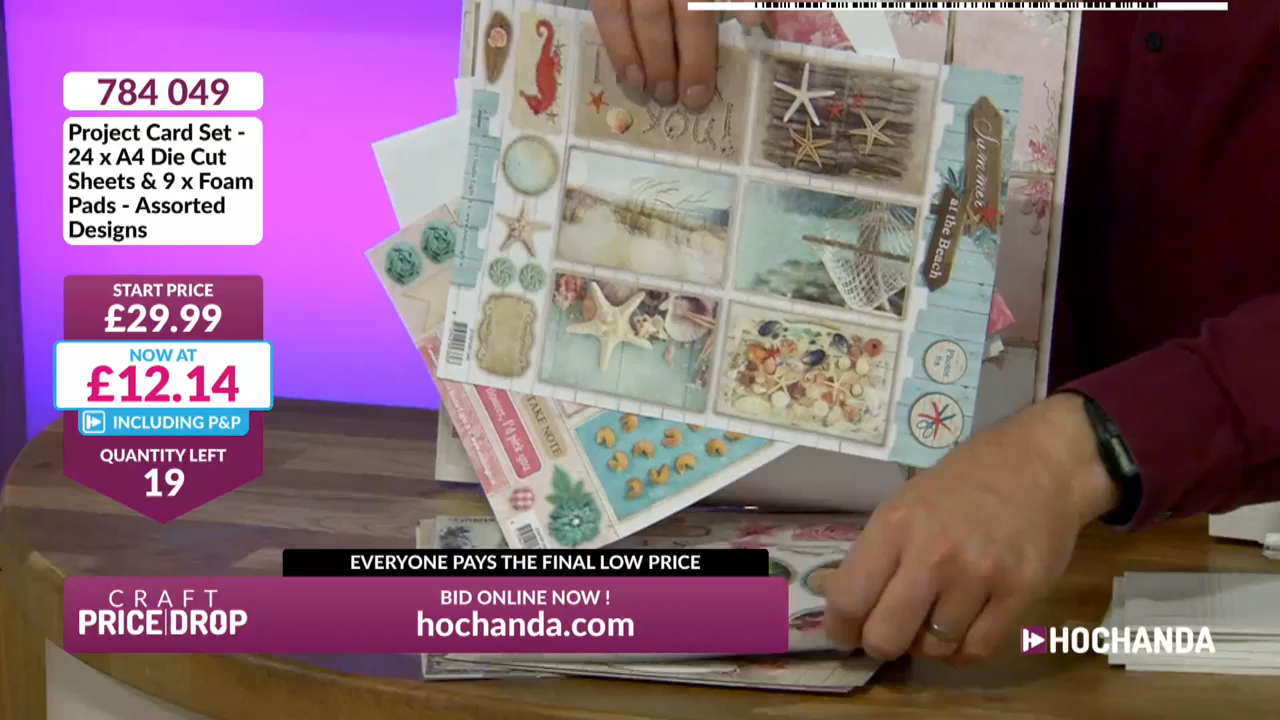 784 049
Project Card Set -
24 x A4 Die Cut
Sheets & 9 x Foam
Pads - Assorted
Designs
START PRICE
£29.99
NOW AT
£12.14
INCLUDING P&P
QUANTITY LEFT
19
EVERYONE PAYS THE FINAL LOW PRICE
CRAFT
PRICE DROP
BID ONLINE NOW !
hochanda.com
HOCHANDA
you!
Summer
at the Beach
TAKE NOTE
I'd pick you